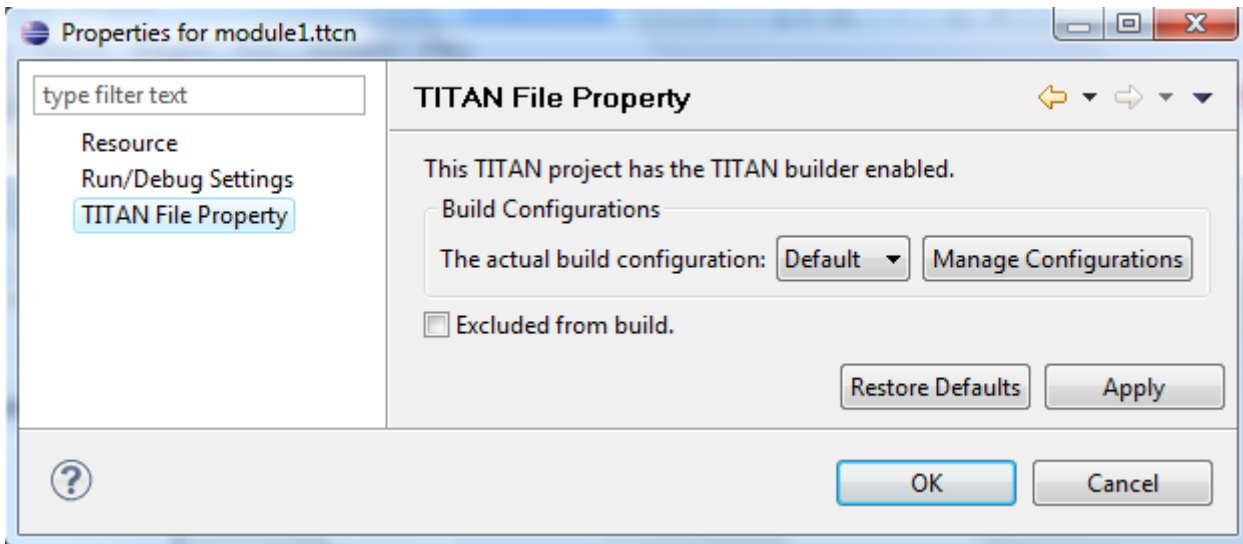 Properties for module1.ttcn
type filter text
Resource
Run/Debug Settings
TITAN File Property
TITAN File Property
This TITAN project has the TITAN builder enabled.
Build Configurations
The actual build configuration: Default Manage Configurations
Excluded from build.
Restore Defaults Apply
? OK Cancel